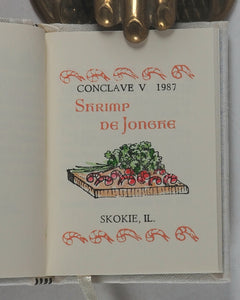 CONCLAVE V 1987
Shrimp
de Jonghe
SKOKIE, IL.